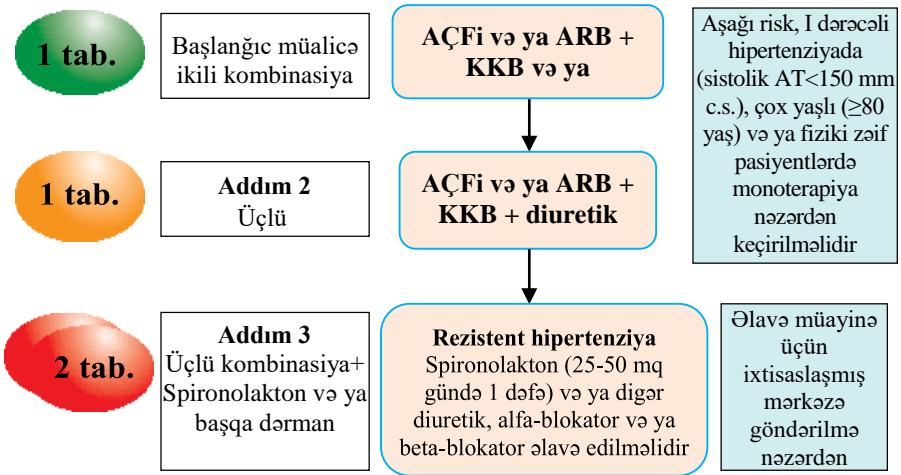 1 tab.
Başlanğıc müalicə
ikili kombinasiya
AÇFi və ya ARB +
KKB və ya
Aşağı risk, I dərəcəli
hipertenziyada
(sistolik AT<150 mm
c.s.), çox yaşlı (≥80
yaş) və ya fiziki zəif
pasiyentlərdə
monoterapiya
nəzərdən
keçirilməlidir
1 tab.
Addım 2
Üçlü
AÇFi və ya ARB +
KKB + diuretik
2 tab.
Addım 3
Üçlü kombinasiya+
Spironolakton və ya
başqa dərman
Rezistent hipertenziya
Spironolakton (25-50 mq
gündə 1 dəfə) və ya digər
diuretik, alfa-blokator və ya
beta-blokator əlavə edilməlidir
Əlavə müayinə
üçün
ixtisaslaşmış
mərkəzə
göndərilmə
nəzərdən